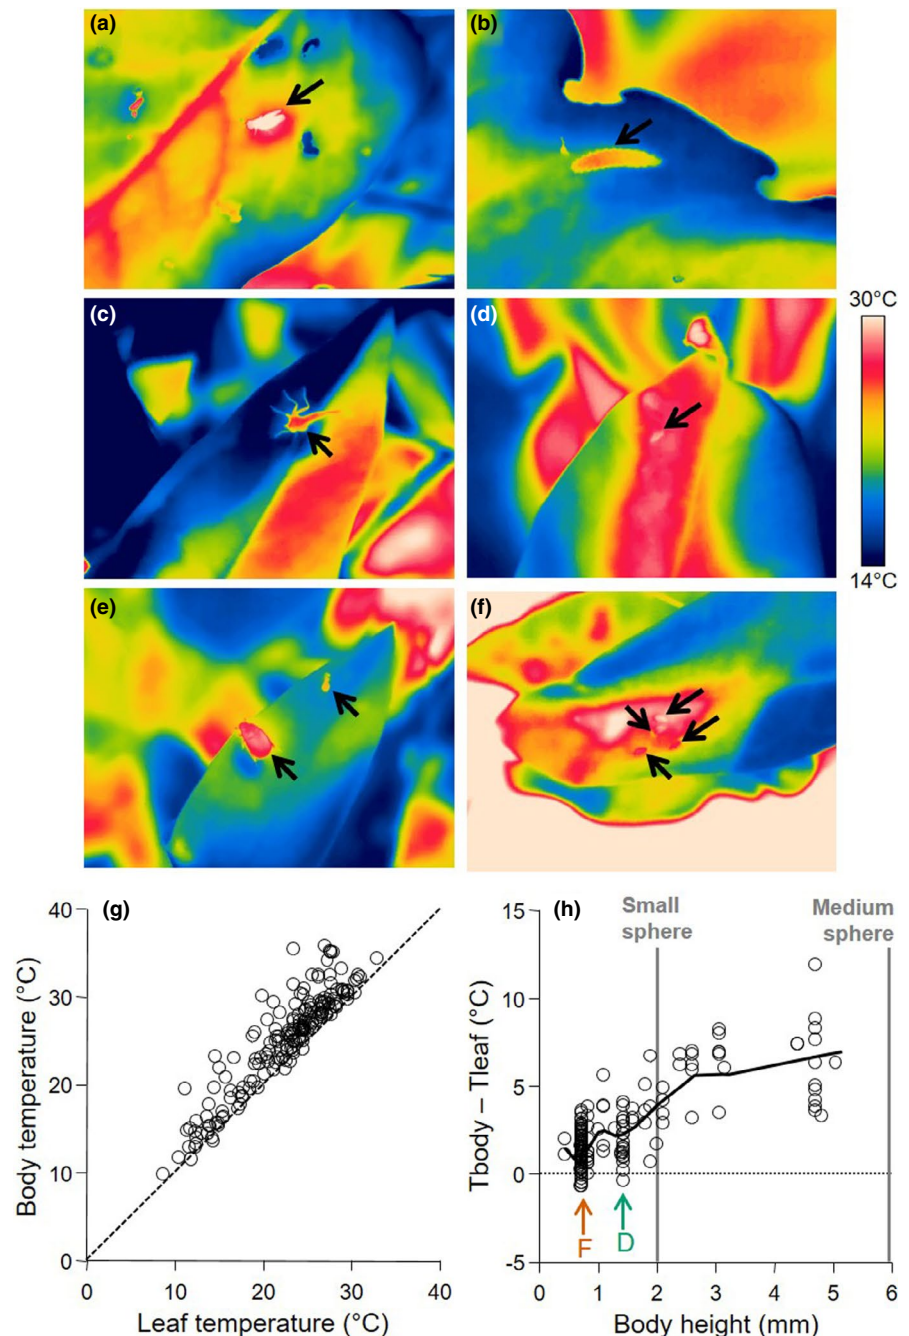 (a)
(b)
(c)
(d)
30°C
14°C
(e)
(f)
(g)
40
30
20
10
0
0
10
20
30
40
Body temperature (°C)
Leaf temperature (°C)
(h)
Small
sphere
Medium
sphere
15
10
5
0
-5
0
1
2
3
4
5
6
Tbody – Tleaf (°C)
F
D
Body height (mm)